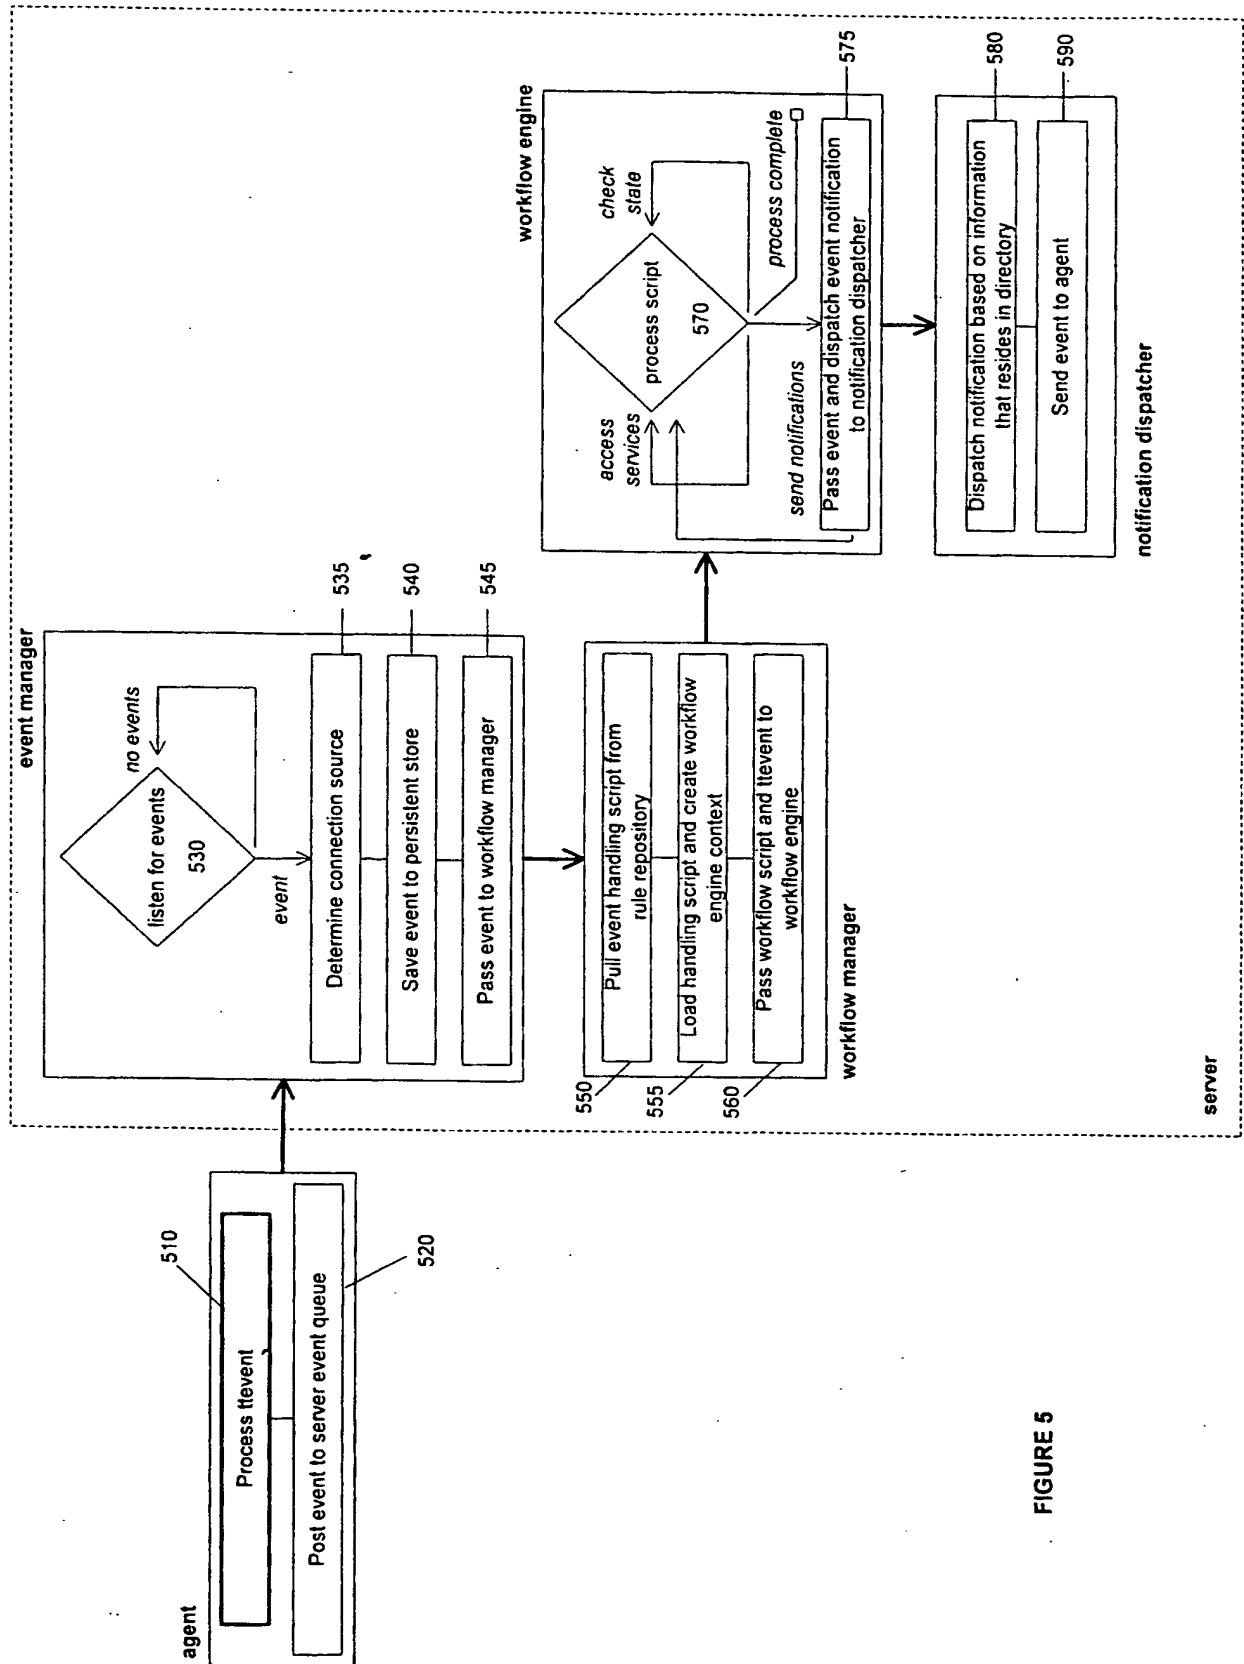 agent
Process ttevent
510
Post event to server event queue
520
event manager
listen for events
530
no events
event
Determine connection source
535
Save event to persistent store
540
Pass event to workflow manager
545
Pull event handling script from
rule repository
550
Load handling script and create workflow
engine context
555
Pass workflow script and ttevent to
workflow engine
560
workflow manager
workflow engine
process script
570
access
services
check
state
send notifications
process complete
Pass event and dispatch event notification
to notification dispatcher
575
Dispatch notification based on information
that resides in directory
580
Send event to agent
590
notification dispatcher
server
FIGURE 5